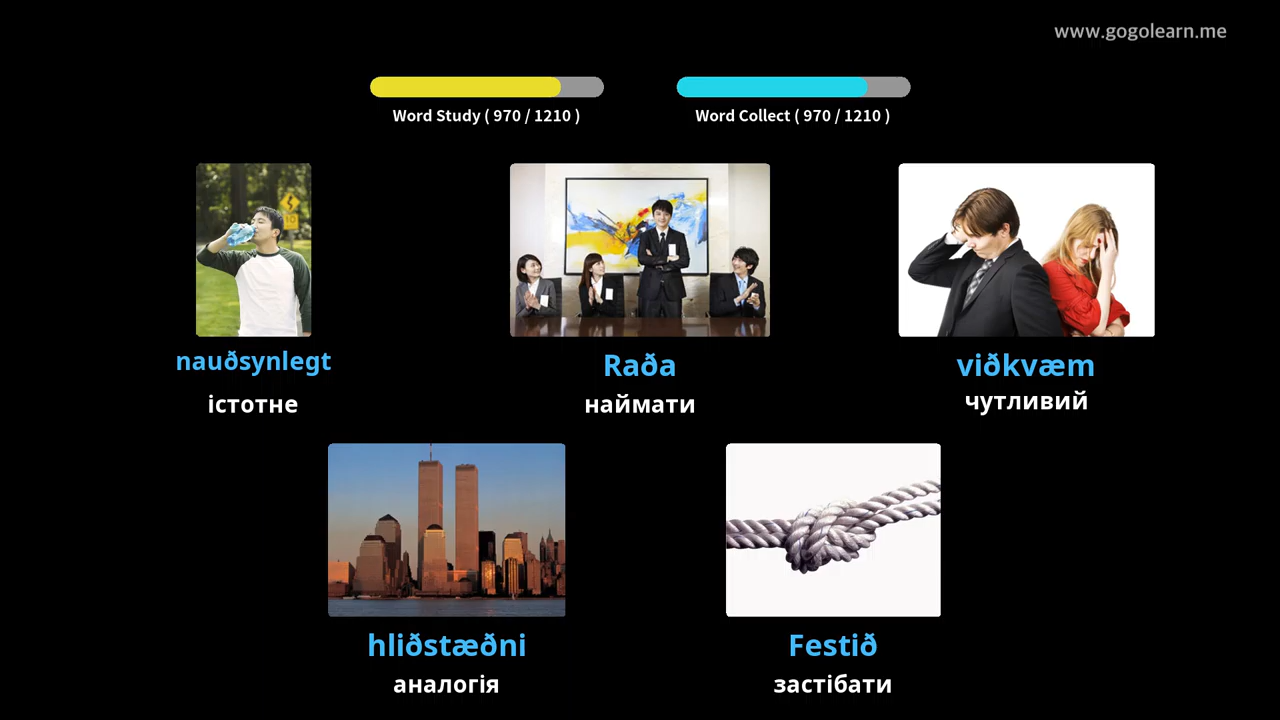 www.gogolearn.me
Word Study ( 970 / 1210 )
Word Collect ( 970 / 1210 )
nauðsynlegt
істотне
Raða
наймати
viðkvæm
чутливий
hliðstæðni
аналогія
Festið
застібати